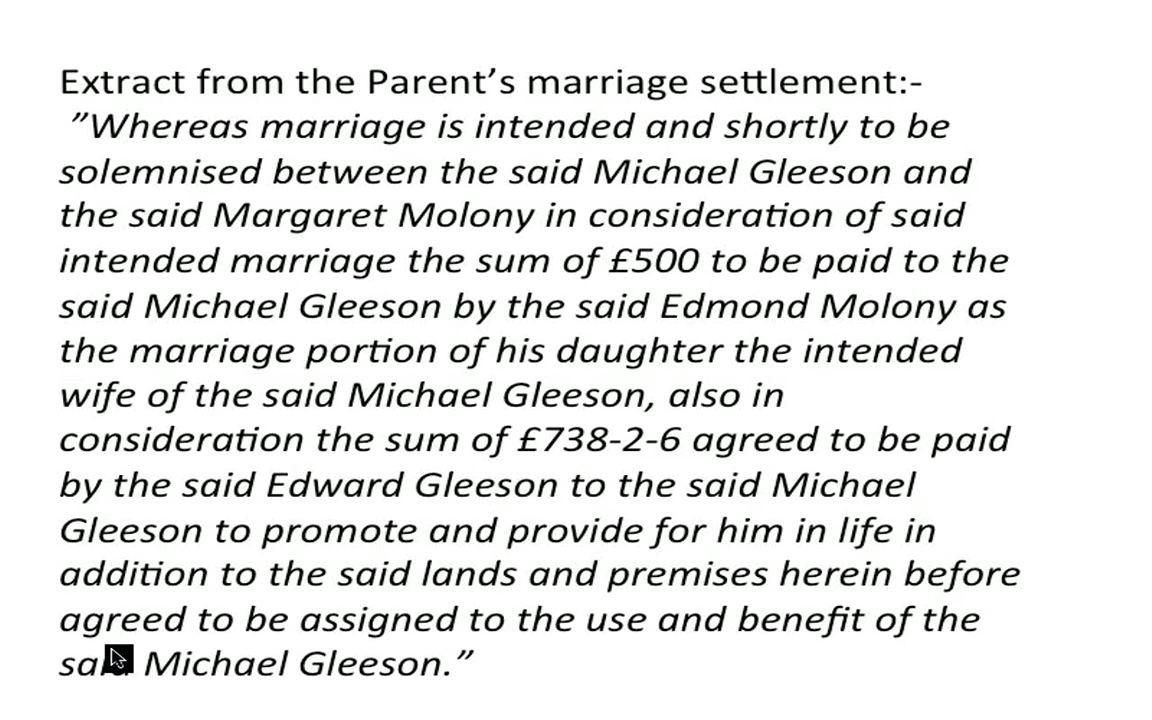 Extract from the Parent’s marriage settlement:-
”Whereas marriage is intended and shortly to be
solemnised between the said Michael Gleeson and
the said Margaret Molony in consideration of said
intended marriage the sum of £500 to be paid to the
said Michael Gleeson by the said Edmond Molony as
the marriage portion of his daughter the intended
wife of the said Michael Gleeson, also in
consideration the sum of £738-2-6 agreed to be paid
by the said Edward Gleeson to the said Michael
Gleeson to promote and provide for him in life in
addition to the said lands and premises herein before
agreed to be assigned to the use and benefit of the
said Michael Gleeson.”